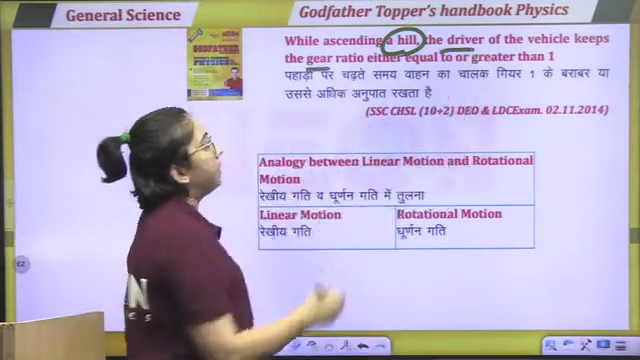 General Science
Godfather Topper's handbook Physics
While ascending a hill, the driver of the vehicle keeps
the gear ratio either equal to or greater than 1
पहाड़ी पर चढ़ते समय वाहन का चालक गियर 1 के बराबर या
उससे अधिक अनुपात रखता है
(SSC CHSL (10+2) DEO & LDCExam. 02.11.2014)
Analogy between Linear Motion and Rotational
Motion
रेखीय गति व घूर्णन गति में तुलना
Linear Motion
Rotational Motion
रेखीय गति
घूर्णन गति
GODFATHER
PHYSICS
EZ